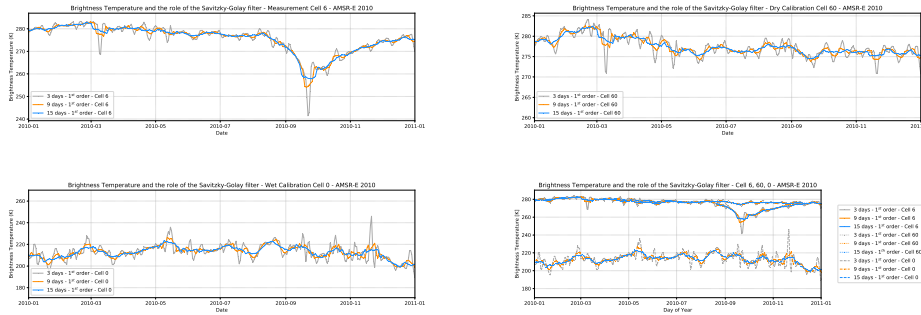 Brightness Temperature and the role of the Savitzky-Golay filter - Measurement Cell 6 - AMSR-E 2010
Brightness Temperature (K)
280
260
240
3 days - 1st order - Cell 6
9 days - 1st order - Cell 6
15 days - 1st order - Cell 6
2010-01
2010-03
2010-05
2010-07
2010-09
2010-11
2011-01
Date
Brightness Temperature and the role of the Savitzky-Golay filter - Dry Calibration Cell 60 - AMSR-E 2010
Brightness Temperature (K)
285
280
275
270
265
260
3 days - 1st order - Cell 60
9 days - 1st order - Cell 60
15 days - 1st order - Cell 60
2010-01
2010-03
2010-05
2010-07
2010-09
2010-11
2011-01
Date
Brightness Temperature and the role of the Savitzky-Golay filter - Wet Calibration Cell 0 - AMSR-E 2010
Brightness Temperature (K)
260
240
220
200
180
3 days - 1st order - Cell 0
9 days - 1st order - Cell 0
15 days - 1st order - Cell 0
2010-01
2010-03
2010-05
2010-07
2010-09
2010-11
2011-01
Date
Brightness Temperature and the role of the Savitzky-Golay filter - Cell 6, 60, 0 - AMSR-E 2010
Brightness Temperature (K)
280
260
240
220
200
180
2010-01
2010-03
2010-05
2010-07
2010-09
2010-11
2011-01
Day of Year
3 days - 1st order - Cell 6
9 days - 1st order - Cell 6
15 days - 1st order - Cell 6
3 days - 1st order - Cell 60
9 days - 1st order - Cell 60
15 days - 1st order - Cell 60
3 days - 1st order - Cell 0
9 days - 1st order - Cell 0
15 days - 1st order - Cell 0